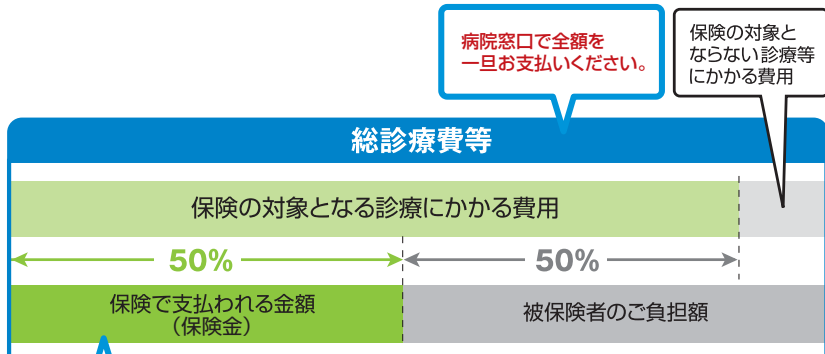 病院窓口で全額を
一旦お支払いください。
保険の対象と
ならない診療等
にかかる費用
総診療費等
保険の対象となる診療にかかる費用
50%
50%
保険で支払われる金額
（保険金）
被保険者のご負担額